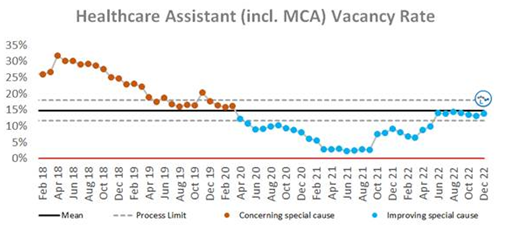 Healthcare Assistant (incl. MCA) Vacancy Rate
35%
30%
25%
20%
15%
10%
5%
0%
Feb 18
Apr 18
Jun 18
Aug 18
Oct 18
Dec 18
Feb 19
Apr 19
Jun 19
Aug 19
Oct 19
Dec 19
Feb 20
Apr 20
Jun 20
Aug 20
Oct 20
Dec 20
Feb 21
Apr 21
Jun 21
Aug 21
Oct 21
Dec 21
Feb 22
Apr 22
Jun 22
Aug 22
Oct 22
Dec 22
Mean
Process Limit
Concerning special cause
Improving special cause